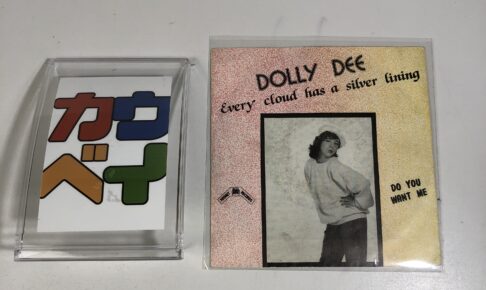 カウ
ベイ
DOLLY DEE
Every cloud has a silver lining
DO YOU
WANT ME